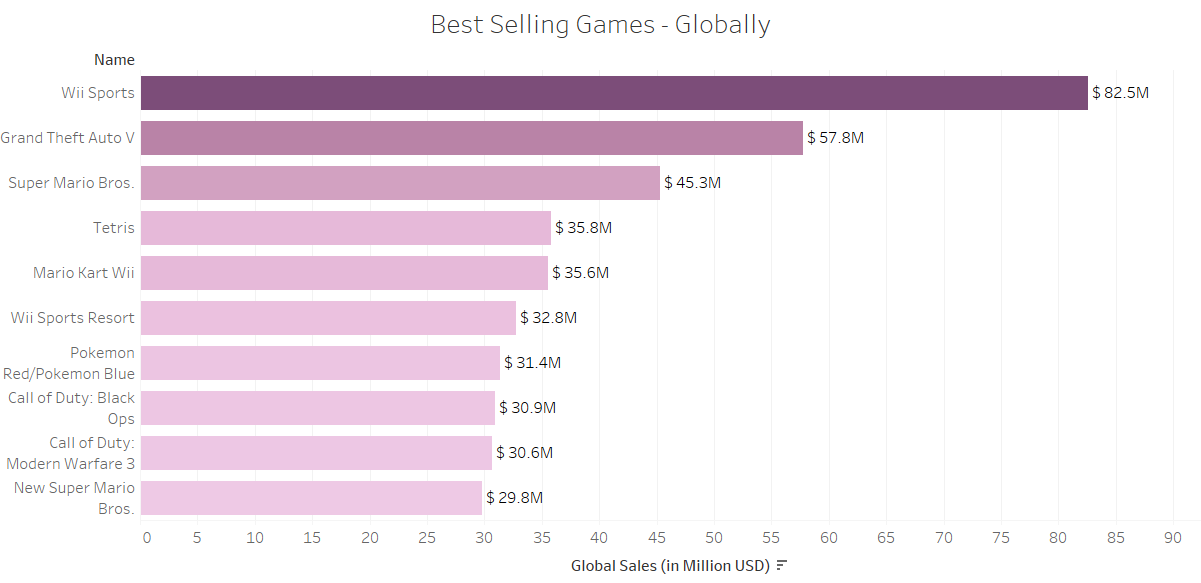 Best Selling Games - Globally
Name
Wii Sports
$ 82.5M
Grand Theft Auto V
$ 57.8M
Super Mario Bros.
$ 45.3M
Tetris
$ 35.8M
Mario Kart Wii
$ 35.6M
Wii Sports Resort
$ 32.8M
Pokemon
Red/Pokemon Blue
$ 31.4M
Call of Duty: Black
Ops
$ 30.9M
Call of Duty:
Modern Warfare 3
$ 30.6M
New Super Mario
Bros.
$ 29.8M
0 5 10 15 20 25 30 35 40 45 50 55 60 65 70 75 80 85 90
Global Sales (in Million USD)